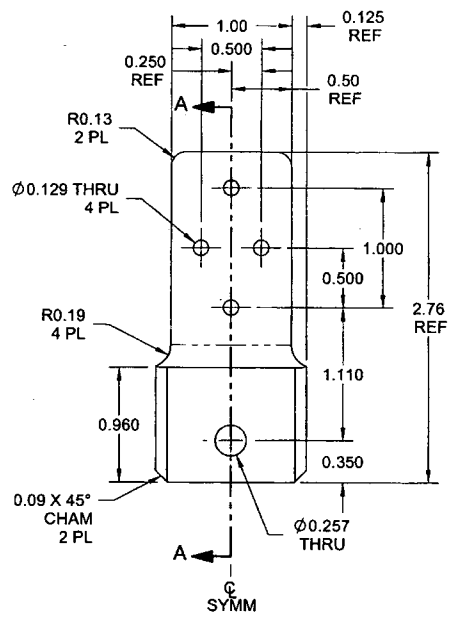 1.00
0.125
REF
0.500
0.250
REF
0.50
REF
A
R0.13
2 PL
Ø0.129 THRU
4 PL
1.000
0.500
2.76
REF
R0.19
4 PL
1.110
0.960
0.350
0.09 X 45°
CHAM
2 PL
Ø0.257
THRU
A
℄
SYMM